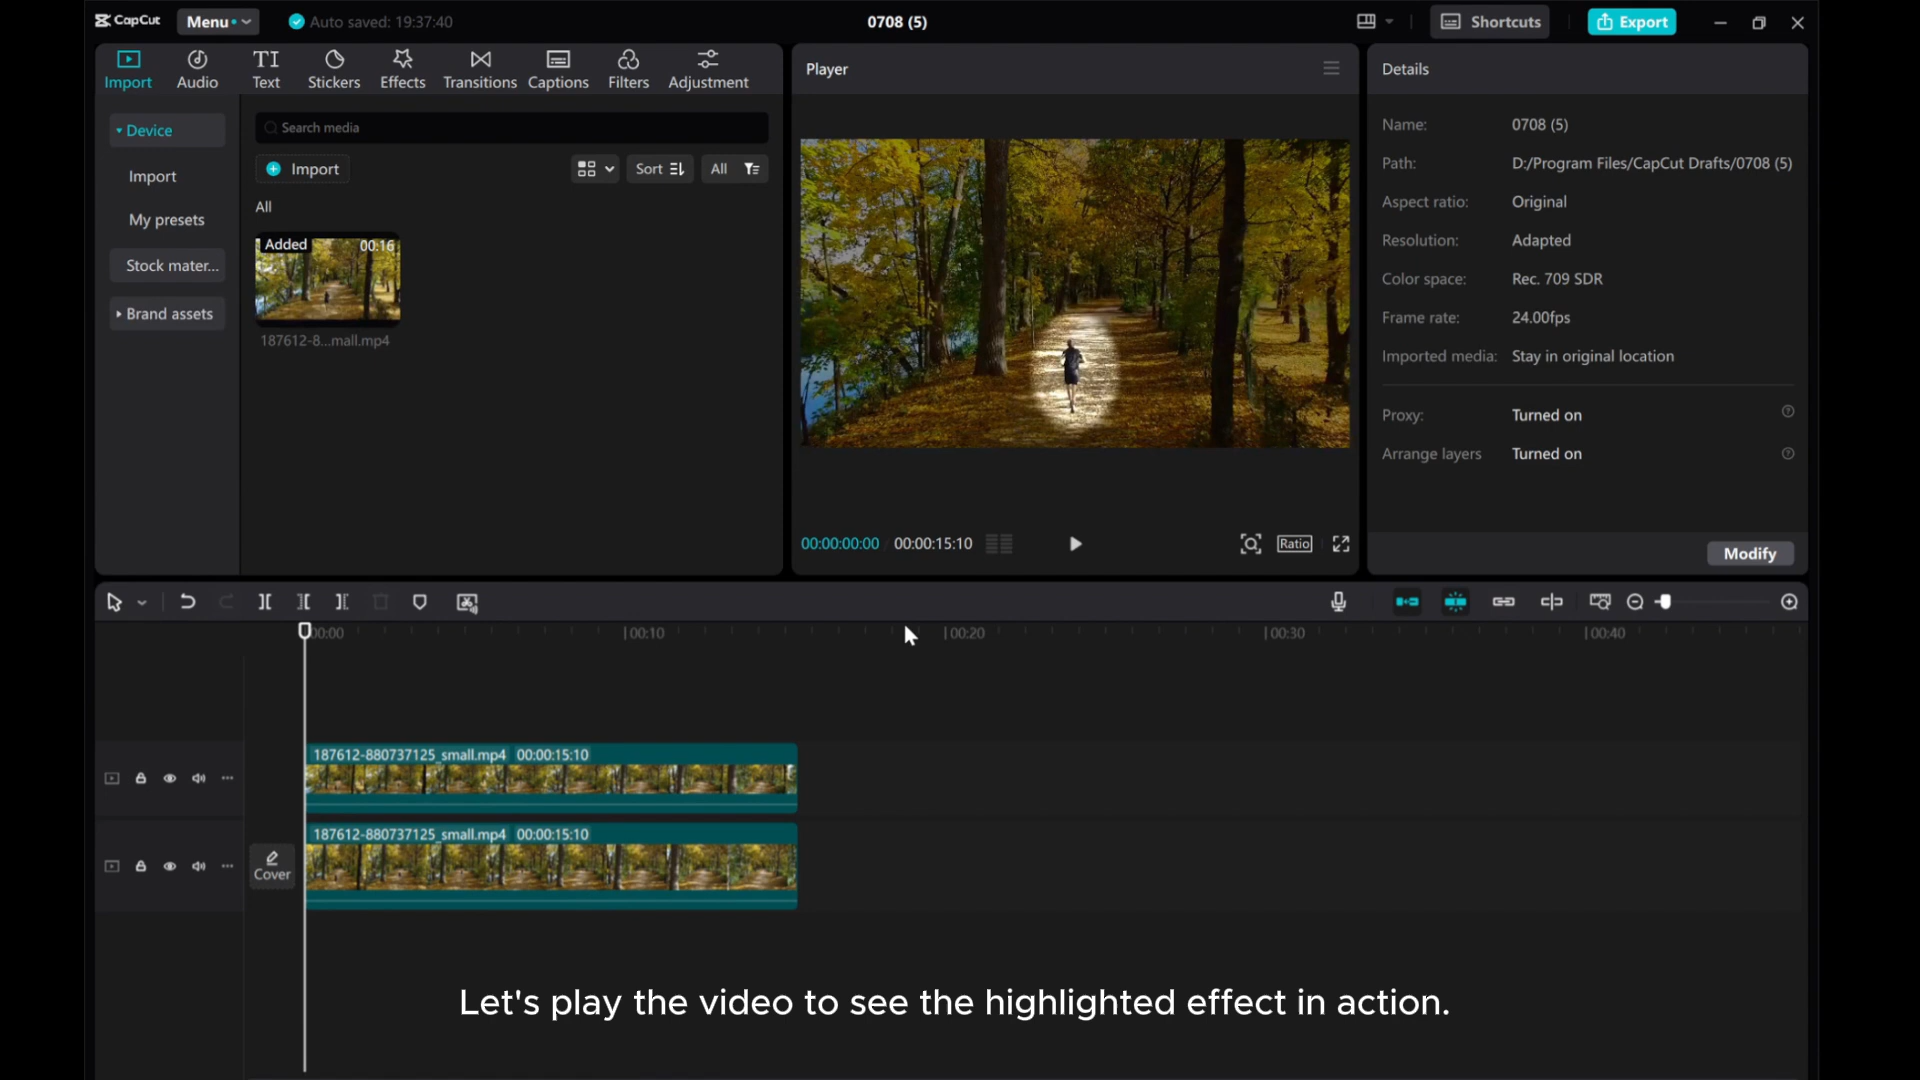 CapCut
Menu
Auto saved: 19:37:40
0708 (5)
Shortcuts
Export
Import
Audio
TI
Text
Stickers
Effects
Transitions
Captions
Filters
Adjustment
Player
Details
Device
Import
My presets
Stock mater...
Brand assets
Search media
Import
Sort
All
All
Added
00:16
187612-8...mall.mp4
00:00:00:00
00:00:15:10
Ratio
Name: 0708 (5)
Path: D:/Program Files/CapCut Drafts/0708 (5)
Aspect ratio: Original
Resolution: Adapted
Color space: Rec. 709 SDR
Frame rate: 24.00fps
Imported media: Stay in original location
Proxy: Turned on
Arrange layers Turned on
Modify
00:00
00:10
00:20
00:30
00:40
187612-880737125_small.mp4 00:00:15:10
187612-880737125_small.mp4 00:00:15:10
Cover
Let's play the video to see the highlighted effect in action.